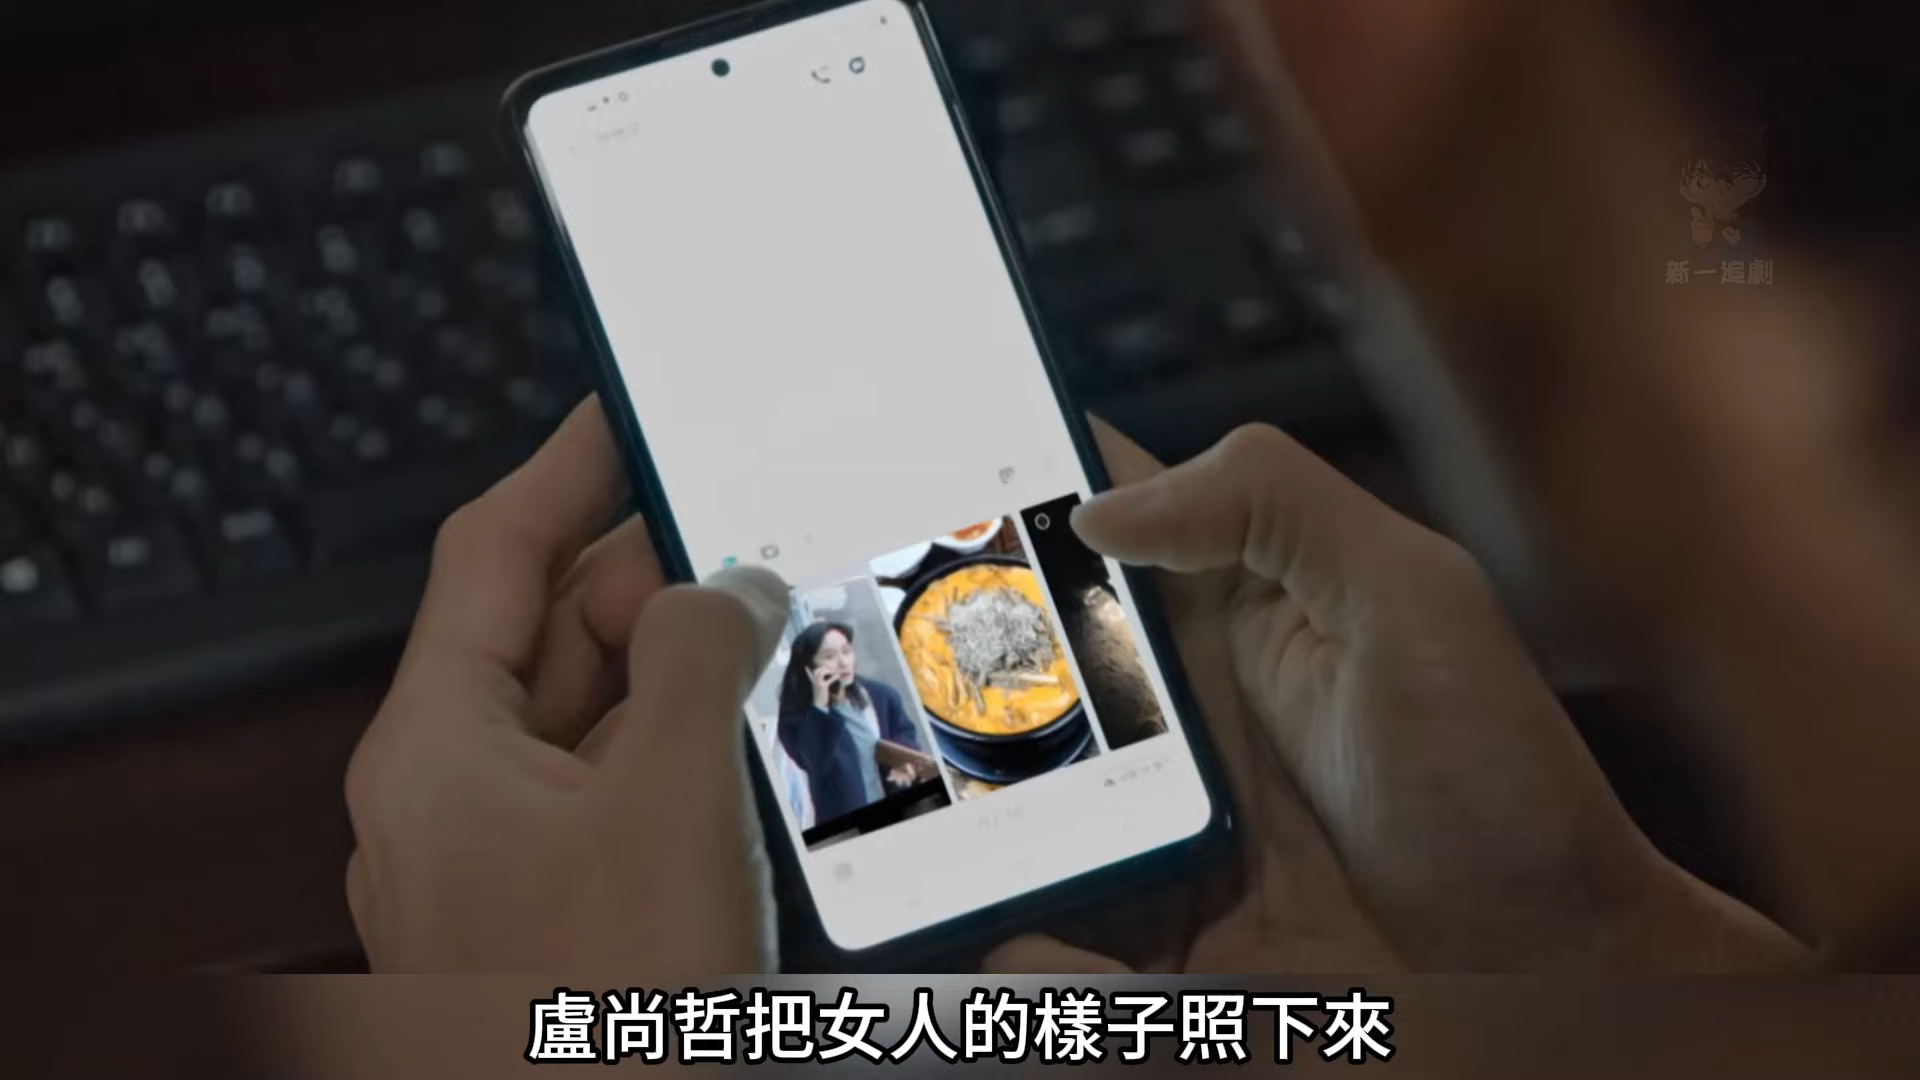 新一追劇
盧尚哲把女人的樣子照下來